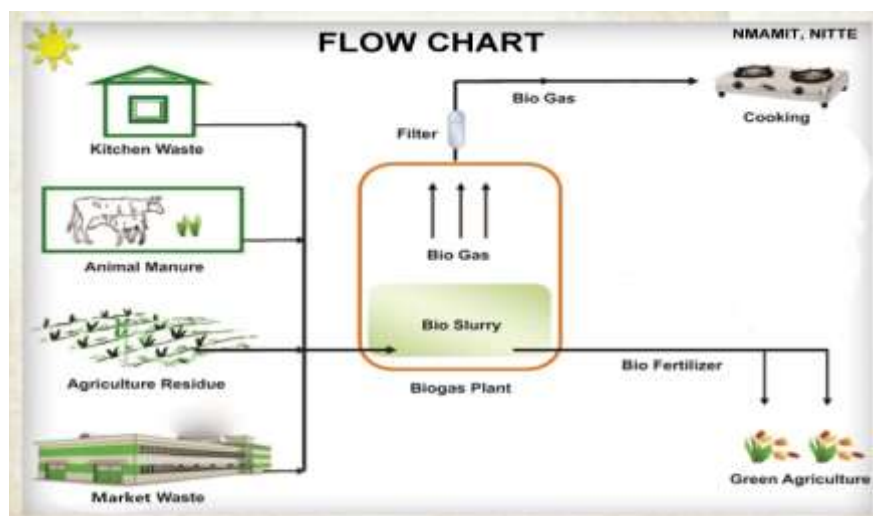 FLOW CHART
NMAMIT, NITTE
Kitchen Waste
Animal Manure
Agriculture Residue
Market Waste
Filter
Bio Gas
Cooking
Bio Gas
Bio Slurry
Biogas Plant
Bio Fertilizer
Green Agriculture